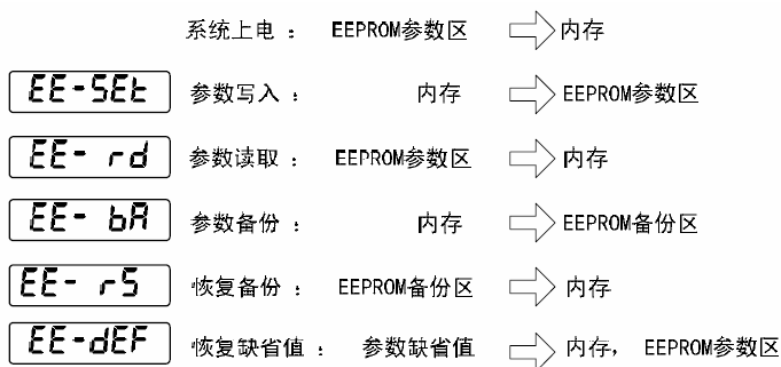 系统上电： EEPROM参数区 内存
EE-SEt 参数写入： 内存 EEPROM参数区
EE- rd 参数读取： EEPROM参数区 内存
EE- bA 参数备份： 内存 EEPROM备份区
EE- rS 恢复备份： EEPROM备份区 内存
EE-dEF 恢复缺省值： 参数缺省值 内存， EEPROM参数区